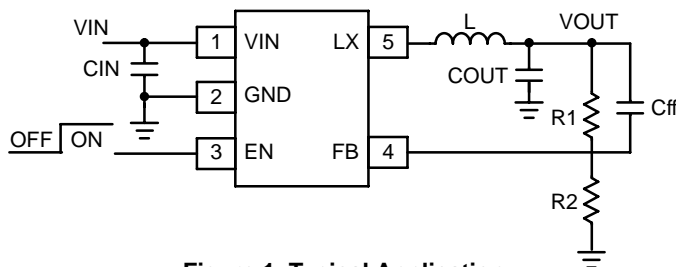 VIN
1 VIN
LX 5
L
VOUT
CIN
COUT
2 GND
R1
Cff
OFF ON
3 EN
FB 4
R2